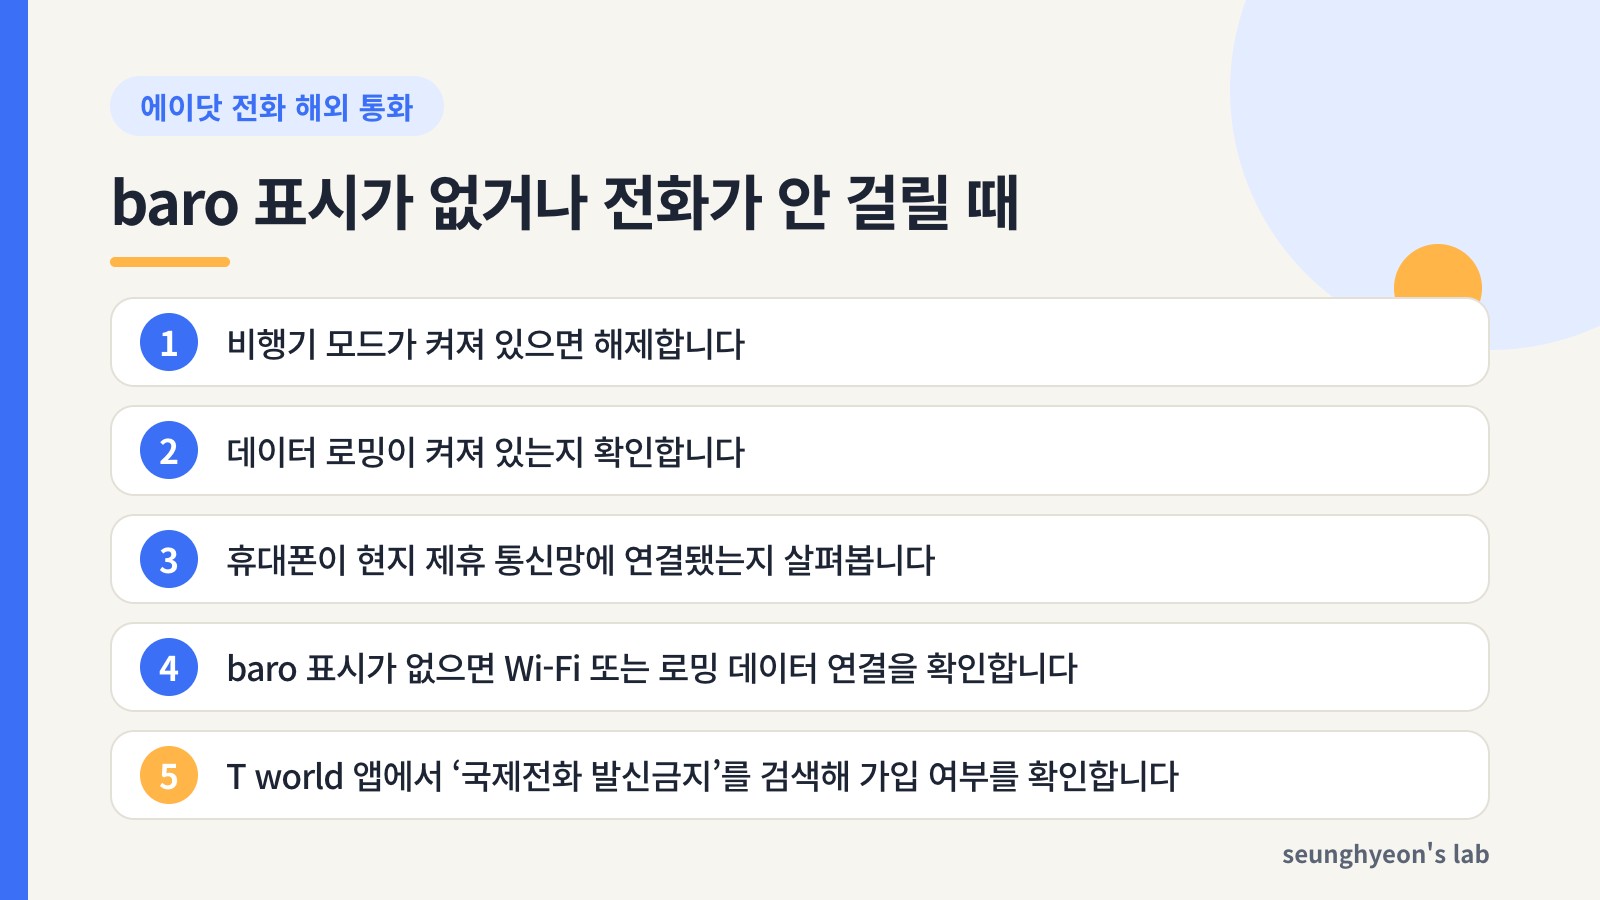 에이닷 전화 해외 통화
baro 표시가 없거나 전화가 안 걸릴 때
1 비행기 모드가 켜져 있으면 해제합니다
2 데이터 로밍이 켜져 있는지 확인합니다
3 휴대폰이 현지 제휴 통신망에 연결됐는지 살펴봅니다
4 baro 표시가 없으면 Wi-Fi 또는 로밍 데이터 연결을 확인합니다
5 T world 앱에서 ‘국제전화 발신금지’를 검색해 가입 여부를 확인합니다
seunghyeon's lab